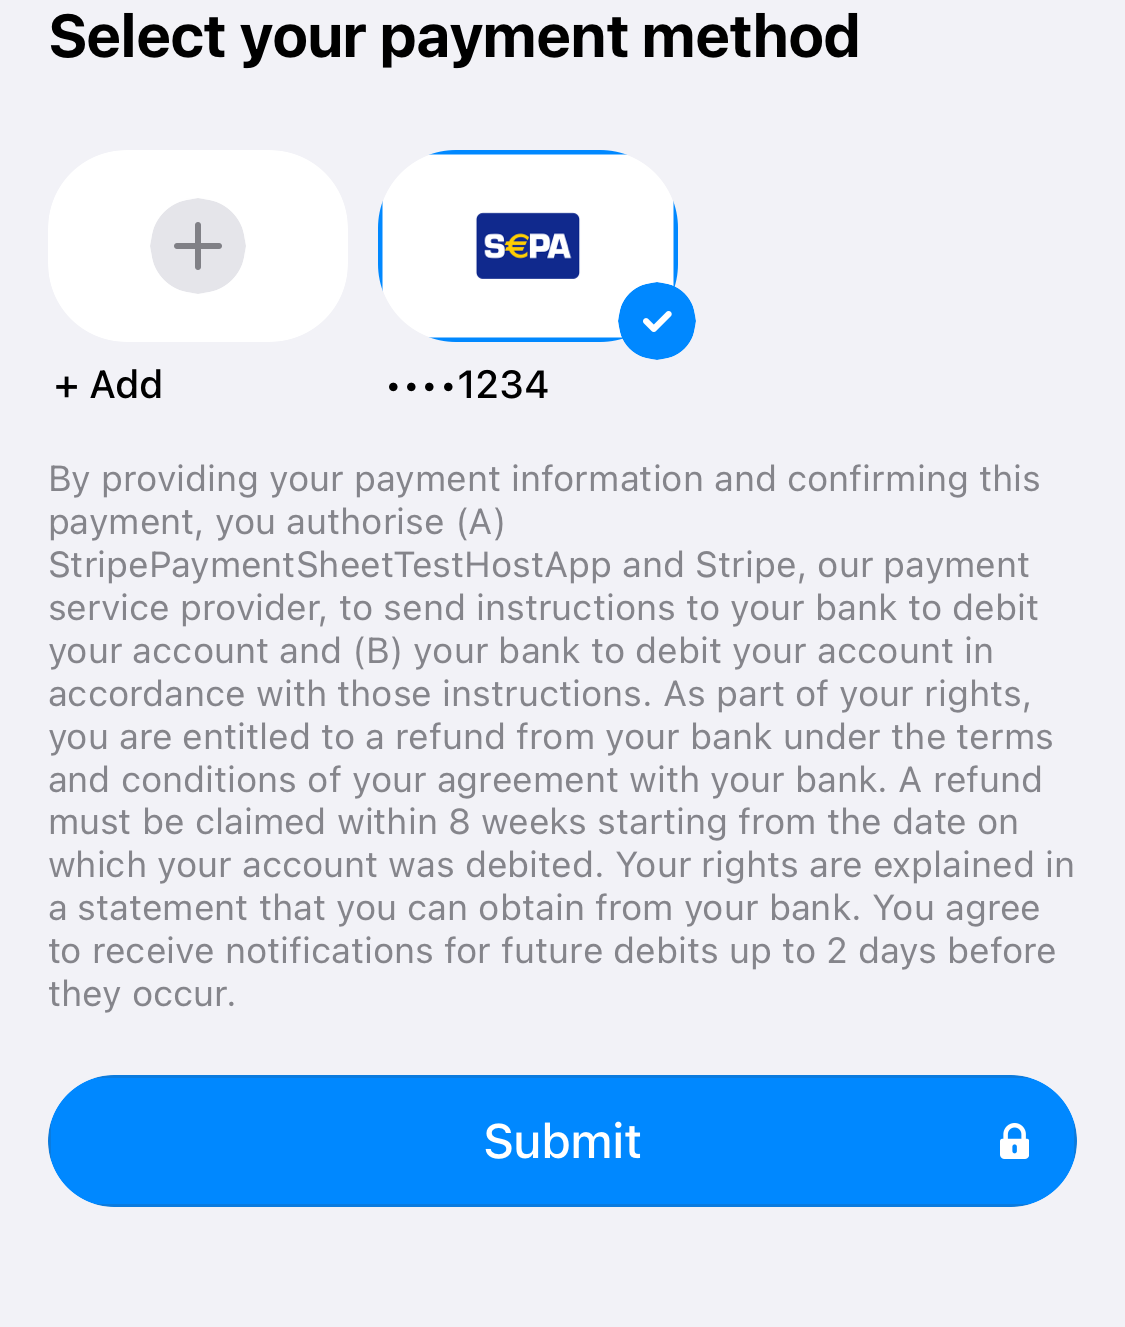 Select your payment method
S€PA
+ Add
••••1234
By providing your payment information and confirming this
payment, you authorise (A)
StripePaymentSheetTestHostApp and Stripe, our payment
service provider, to send instructions to your bank to debit
your account and (B) your bank to debit your account in
accordance with those instructions. As part of your rights,
you are entitled to a refund from your bank under the terms
and conditions of your agreement with your bank. A refund
must be claimed within 8 weeks starting from the date on
which your account was debited. Your rights are explained in
a statement that you can obtain from your bank. You agree
to receive notifications for future debits up to 2 days before
they occur.
Submit